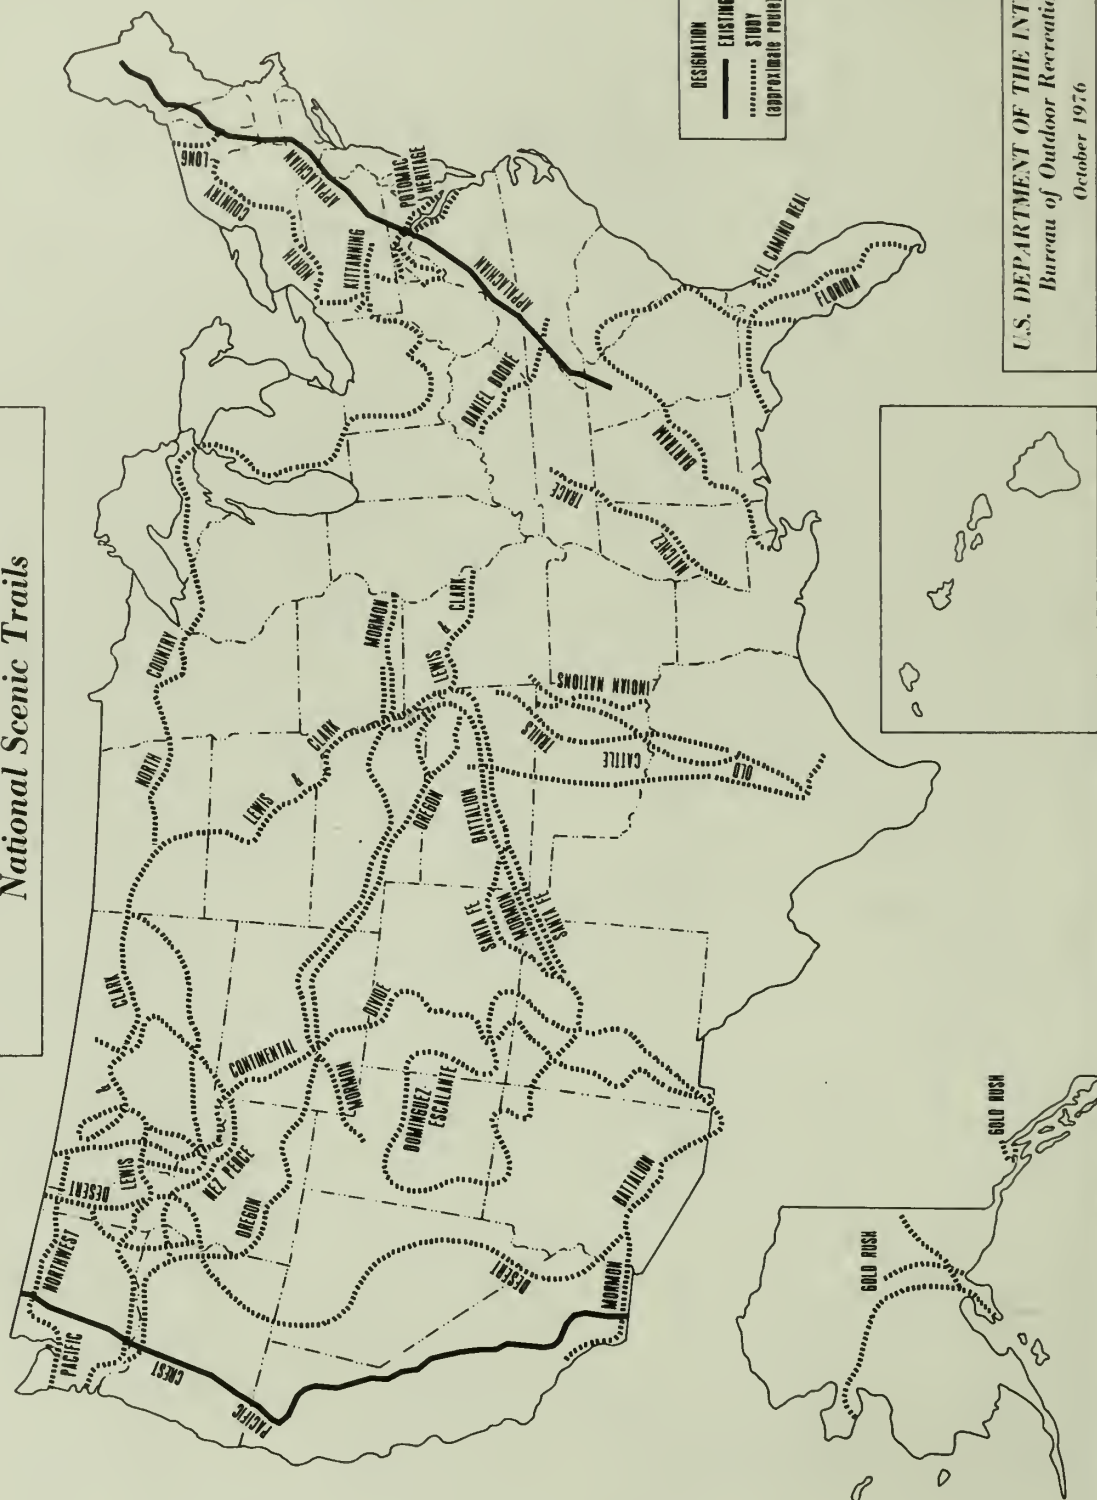 National Scenic Trails
DESIGNATION
EXISTING
STUDY
(approximate route)
U.S. DEPARTMENT OF THE INT
Bureau of Outdoor Recreatio
October 1976
PACIFIC
NORTHWEST
DESERT
LEWIS
&
CLARK
NORTH
COUNTRY
CREST
PACIFIC
NEZ PERCE
OREGON
CONTINENTAL
DIVIDE
MORMON
DOMINGUEZ
ESCALANTE
DESERT
MORMON
BATTALION
LEWIS
&
CLARK
MORMON
LEWIS
&
CLARK
OREGON
BATTALION
SANTA FE
MORMON
SANTA FE
TRAILS
CATTLE
OLD
INDIAN NATIONS
NATCHEZ
TRACE
BARTRAM
DANIEL BOONE
APPALACHIAN
KITTANNING
NORTH
COUNTRY
LONG
APPALACHIAN
POTOMAC
HERITAGE
EL CAMINO REAL
FLORIDA
GOLD RUSH
GOLD RUSH